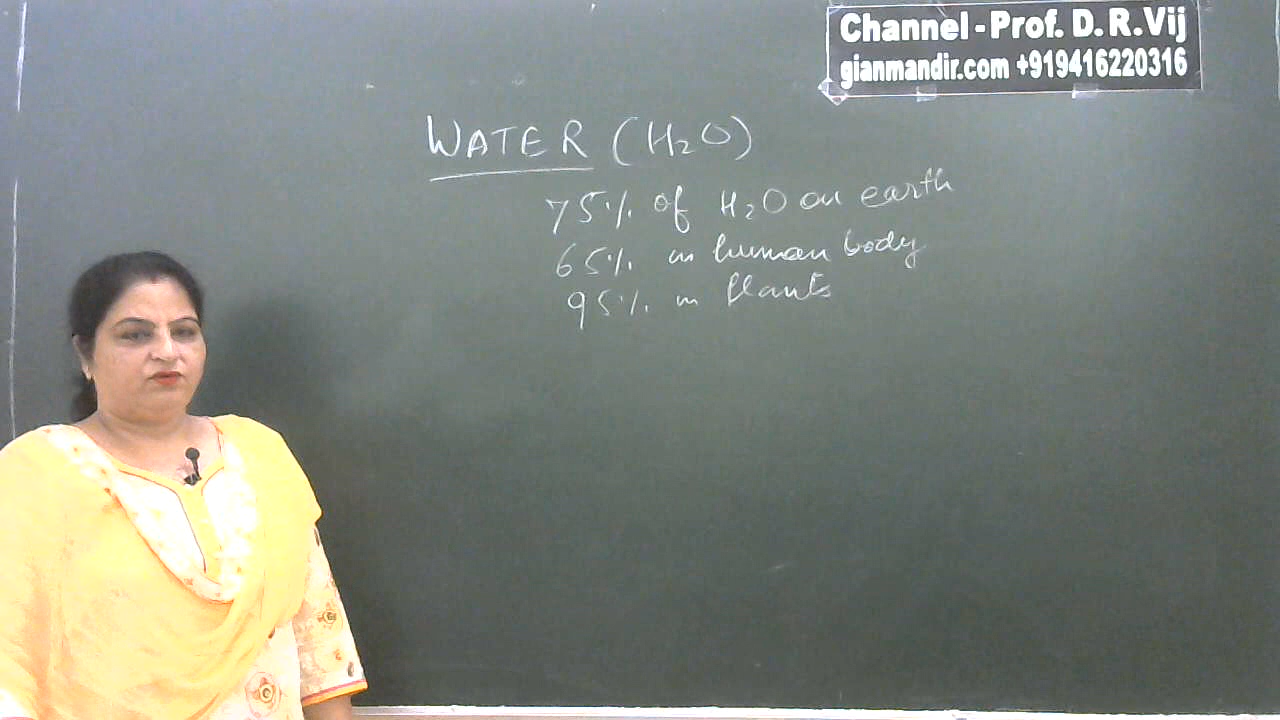 Channel - Prof. D. R. Vij
gianmandir.com +919416220316
WATER (H₂O)
75% of H₂O on earth
65% in human body
95% in Plants